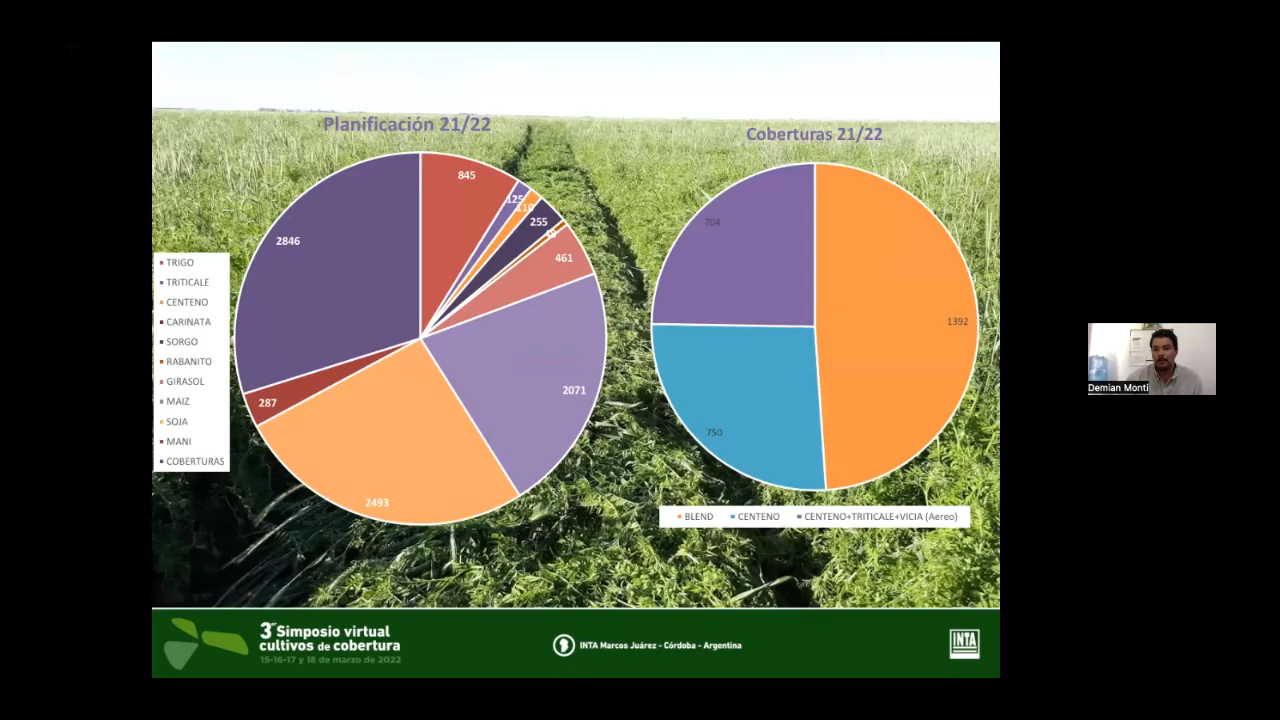 Planificación 21/22
845
125
110
255
461
2071
2493
287
2846
TRIGO
TRITICALE
CENTENO
CARINATA
SORGO
RABANITO
GIRASOL
MAIZ
SOJA
MANI
COBERTURAS
Coberturas 21/22
704
1392
750
BLEND CENTENO CENTENO+TRITICALE+VICIA (Aereo)
Demian Monti
3er Simposio virtual
cultivos de cobertura
15-16-17 y 18 de marzo de 2022
INTA Marcos Juárez - Córdoba - Argentina
INTA